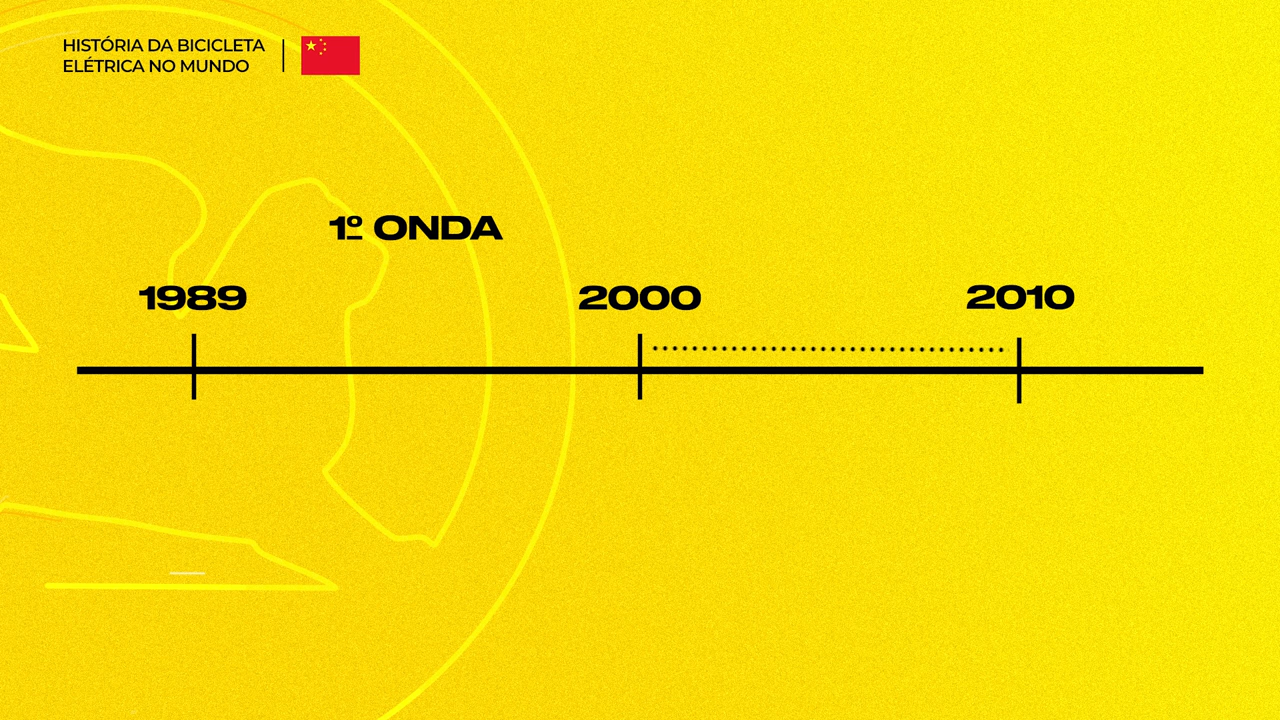 HISTÓRIA DA BICICLETA
ELÉTRICA NO MUNDO
1º ONDA
1989
2000
2010